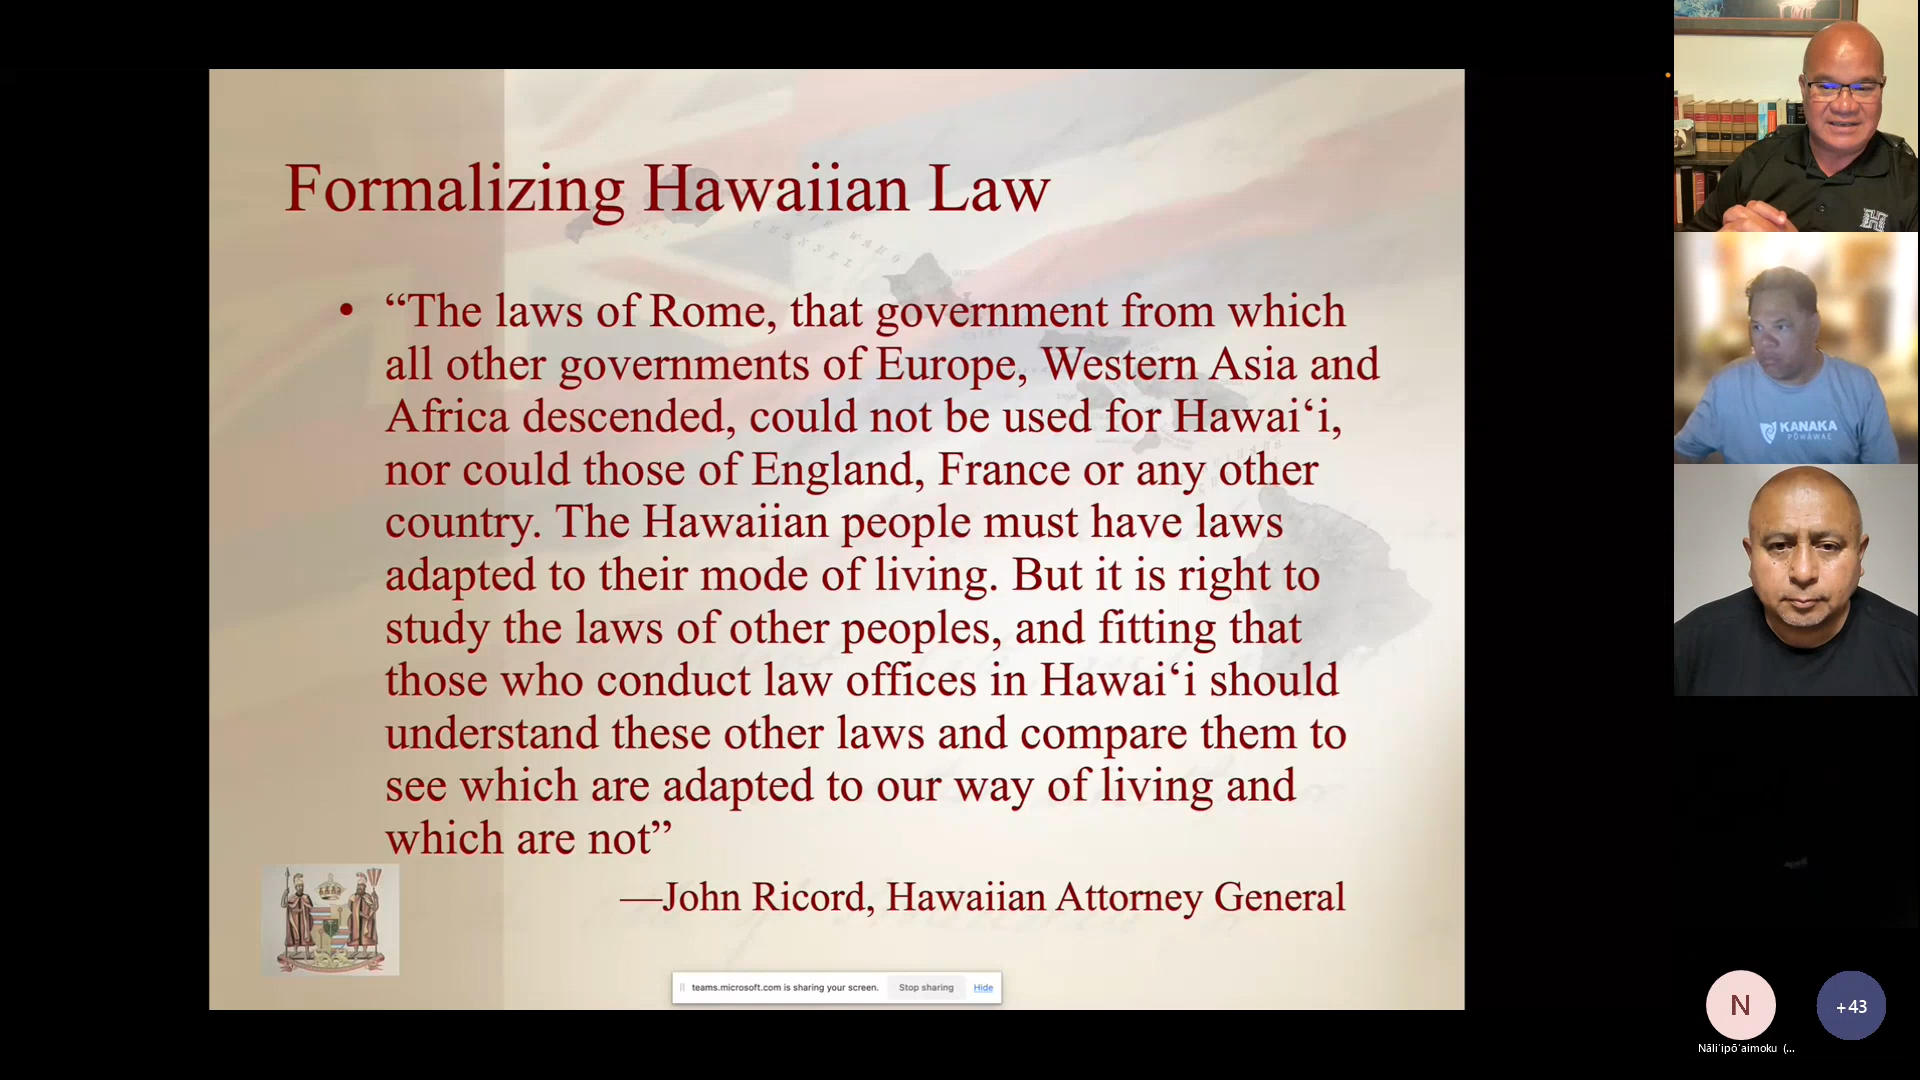 Formalizing Hawaiian Law
• “The laws of Rome, that government from which
all other governments of Europe, Western Asia and
Africa descended, could not be used for Hawai‘i,
nor could those of England, France or any other
country. The Hawaiian people must have laws
adapted to their mode of living. But it is right to
study the laws of other peoples, and fitting that
those who conduct law offices in Hawai‘i should
understand these other laws and compare them to
see which are adapted to our way of living and
which are not”
—John Ricord, Hawaiian Attorney General
teams.microsoft.com is sharing your screen. Stop sharing Hide
KANAKA
PŌWĀWAE
N
+43
Nāliʻipōʻaimoku (...